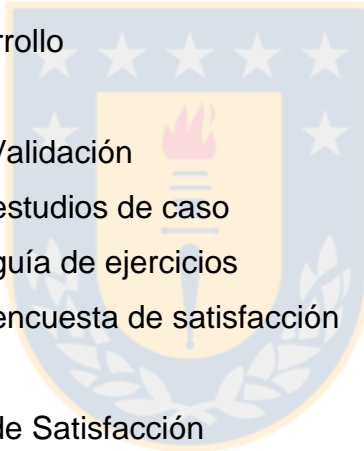 rrollo
Validación
estudios de caso
guía de ejercicios
encuesta de satisfacción
de Satisfacción